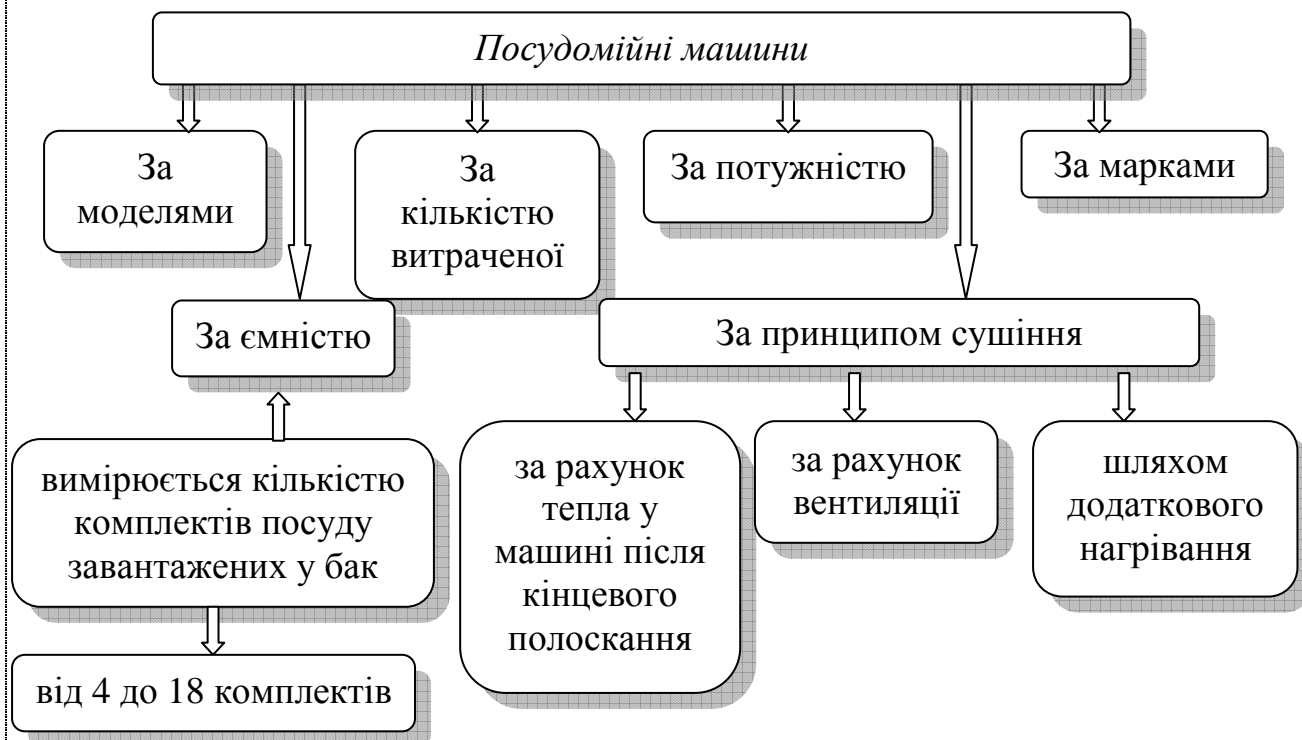 Посудомійні машини
За
моделями
За
кількістю
витраченої
За потужністю
За марками
За ємністю
За принципом сушіння
вимірюється кількістю
комплектів посуду
завантажених у бак
за рахунок
тепла у
машині після
кінцевого
полоскання
за рахунок
вентиляції
шляхом
додаткового
нагрівання
від 4 до 18 комплектів